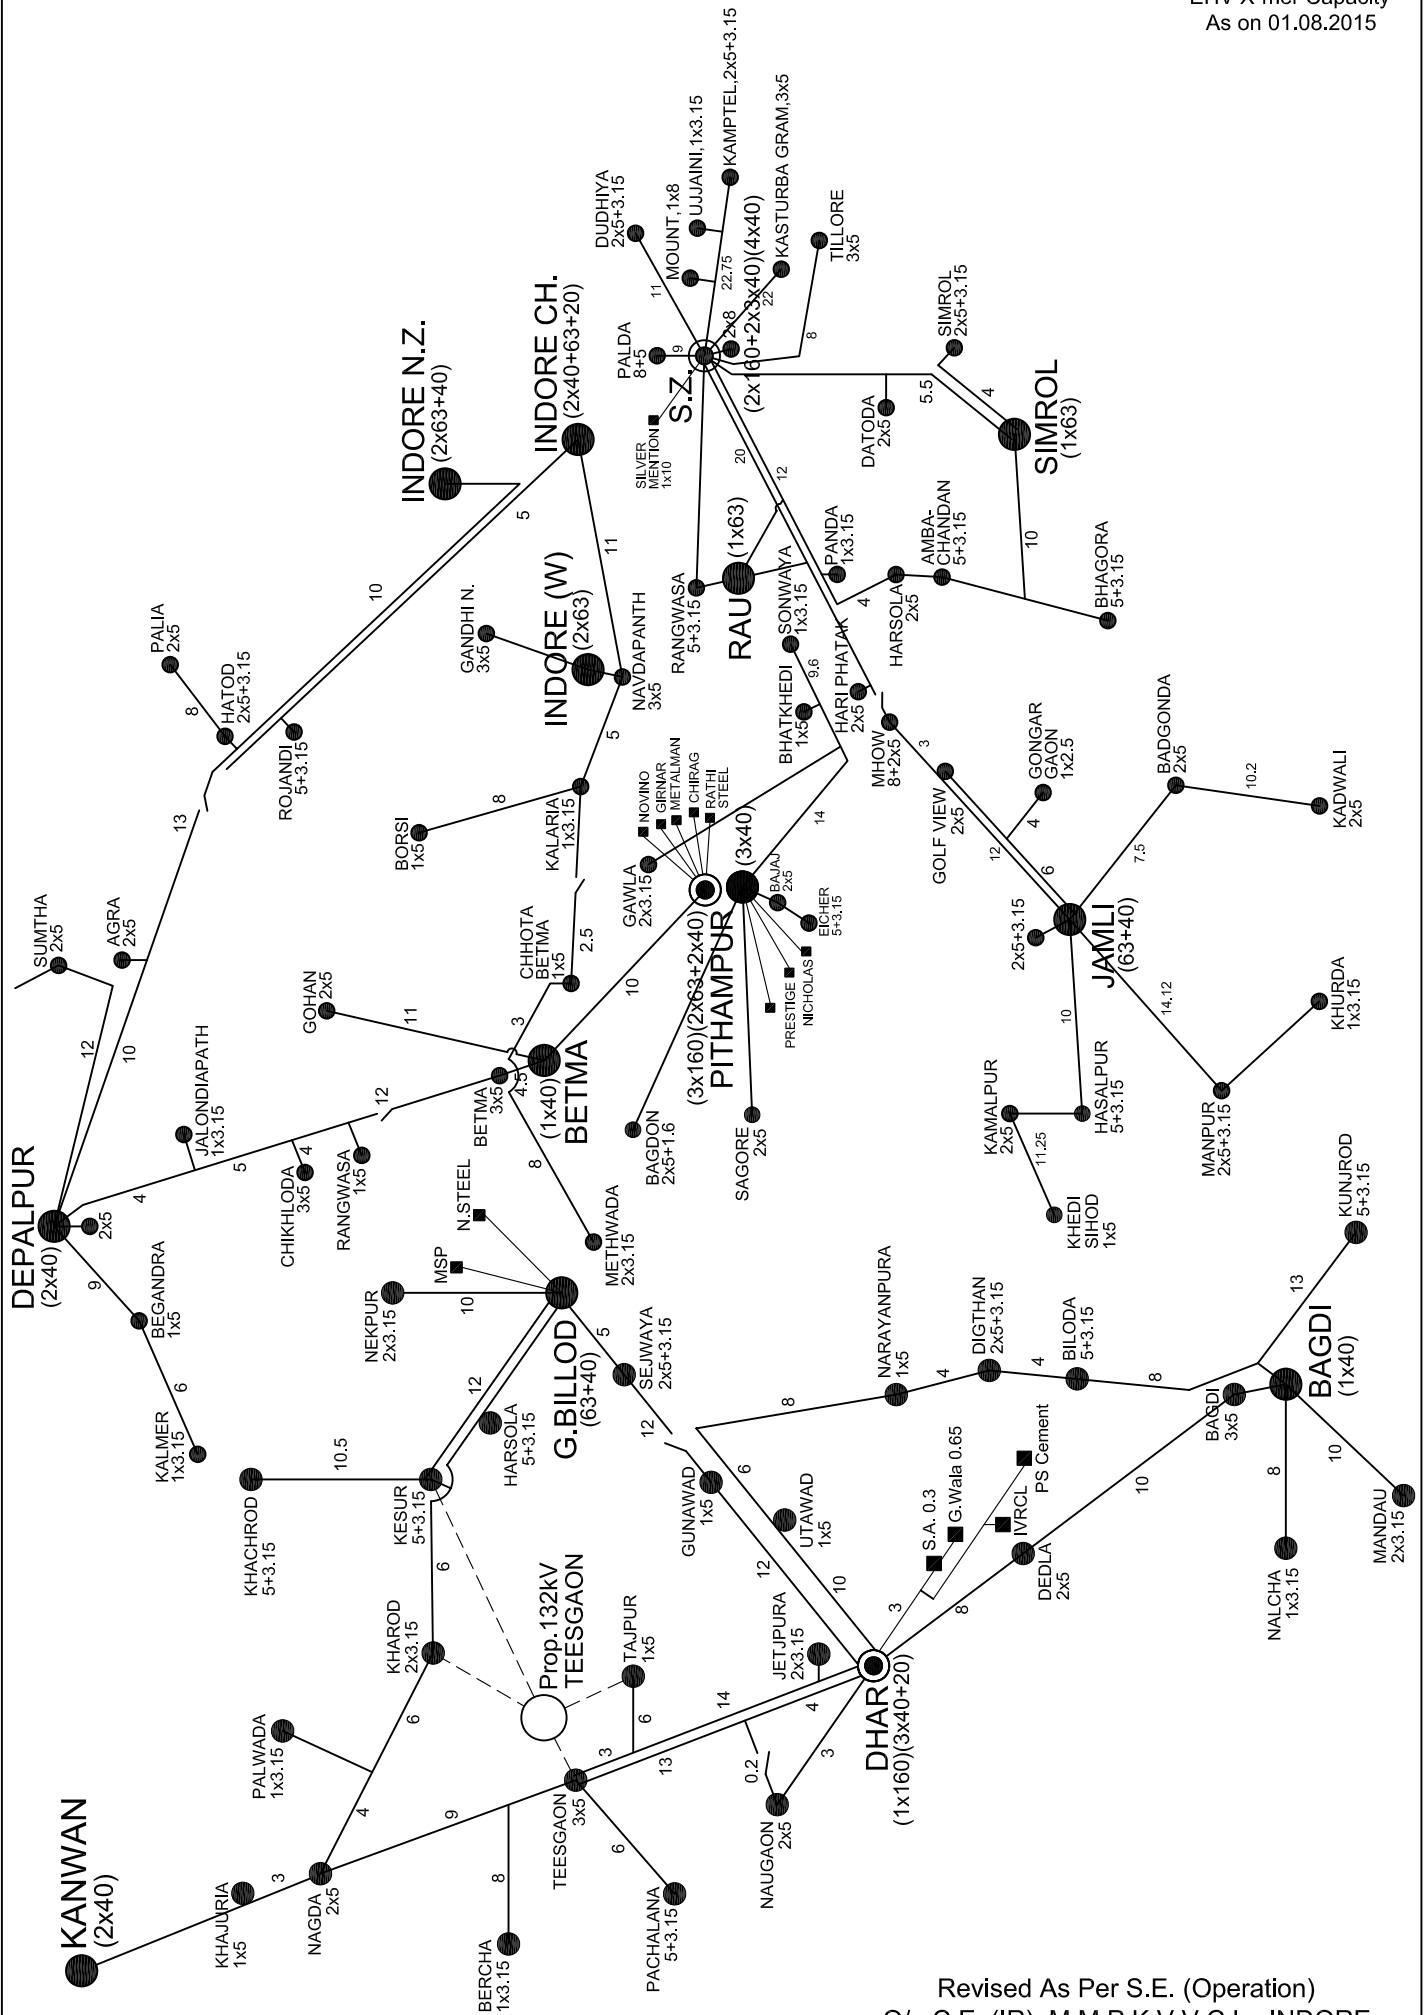 EHV X-mer Capacity
As on 01.08.2015
DEPALPUR
(2x40)
2x5
SUMTHA
2x5
12
AGRA
2x5
10
13
PALIA
2x5
8
HATOD
2x5+3.15
ROJANDI
5+3.15
10
5
INDORE N.Z.
(2x63+40)
INDORE CH.
(2x40+63+20)
11
INDORE (W)
(2x63)
GANDHI N.
3x5
NAVDAPANTH
3x5
5
BORSI
1x5
8
KALARIA
1x3.15
2.5
CHHOTA
BETMA
1x5
3
GOHAN
2x5
11
BETMA
3x5
4.5
(1x40)
BETMA
12
JALONDIAPATH
1x3.15
4
5
CHIKHLODA
3x5
4
RANGWASA
1x5
8
METHWADA
2x3.15
9
BEGANDRA
1x5
6
KALMER
1x3.15
N.STEEL
MSP
NEKPUR
2x3.15
10
G.BILLOD
(63+40)
12
HARSOLA
5+3.15
KESUR
5+3.15
10.5
KHACHROD
5+3.15
6
KHAROD
2x3.15
6
PALWADA
1x3.15
4
KANWAN
(2x40)
KHAJURIA
1x5
3
NAGDA
2x5
9
8
BERCHA
1x3.15
TEESGAON
3x5
Prop.132kV
TEESGAON
TAJPUR
1x5
6
3
13
14
6
PACHALANA
5+3.15
0.2
NAUGAON
2x5
3
4
JETJPURA
2x3.15
DHAR
(1x160)(3x40+20)
5
SEJWAYA
2x5+3.15
12
GUNAWAD
1x5
12
10
UTAWAD
1x5
6
8
NARAYANPURA
1x5
4
DIGTHAN
2x5+3.15
4
BILODA
5+3.15
8
3
S.A. 0.3
G.Wala 0.65
IVRCL
PS Cement
8
DEDLA
2x5
10
BAGDI
3x5
BAGDI
(1x40)
13
KUNJROD
5+3.15
8
NALCHA
1x3.15
10
MANDAU
2x3.15
DUDHIYA
2x5+3.15
11
MOUNT,1x8
UJJAINI,1x3.15
KAMPTEL,2x5+3.15
22.75
KASTURBA GRAM,3x5
22
TILLORE
3x5
8
PALDA
8+5
9
2x8
S.Z.
(2x160+2x3x40)(4x40)
SILVER
MENTION
1x10
DATODA
2x5
5.5
SIMROL
2x5+3.15
4
SIMROL
(1x63)
10
BHAGORA
5+3.15
AMBA-
CHANDAN
5+3.15
HARSOLA
2x5
4
PANDA
1x3.15
20
12
RANGWASA
5+3.15
RAU
(1x63)
SONWAYA
1x3.15
9.6
BHATKHEDI
1x5
HARI PHATAK
2x5
MHOW
8+2x5
3
GOLF VIEW
2x5
12
6
GONGAR
GAON
1x2.5
4
BADGONDA
2x5
7.5
10.2
KADWALI
2x5
2x5+3.15
JAMLI
(63+40)
14.12
MANPUR
2x5+3.15
KHURDA
1x3.15
10
HASALPUR
5+3.15
KAMALPUR
2x5
11.25
KHEDI
SIHOD
1x5
14
GAWLA
2x3.15
NOVINO
GIRNAR
METALMAN
CHIRAG
RATHI
STEEL
(3x40)
10
(3x160)(2x63+2x40)
PITHAMPUR
BAJAJ
2x5
EICHER
5+3.15
PRESTIGE
NICHOLAS
SAGORE
2x5
BAGDON
2x5+1.6
Revised As Per S.E. (Operation)